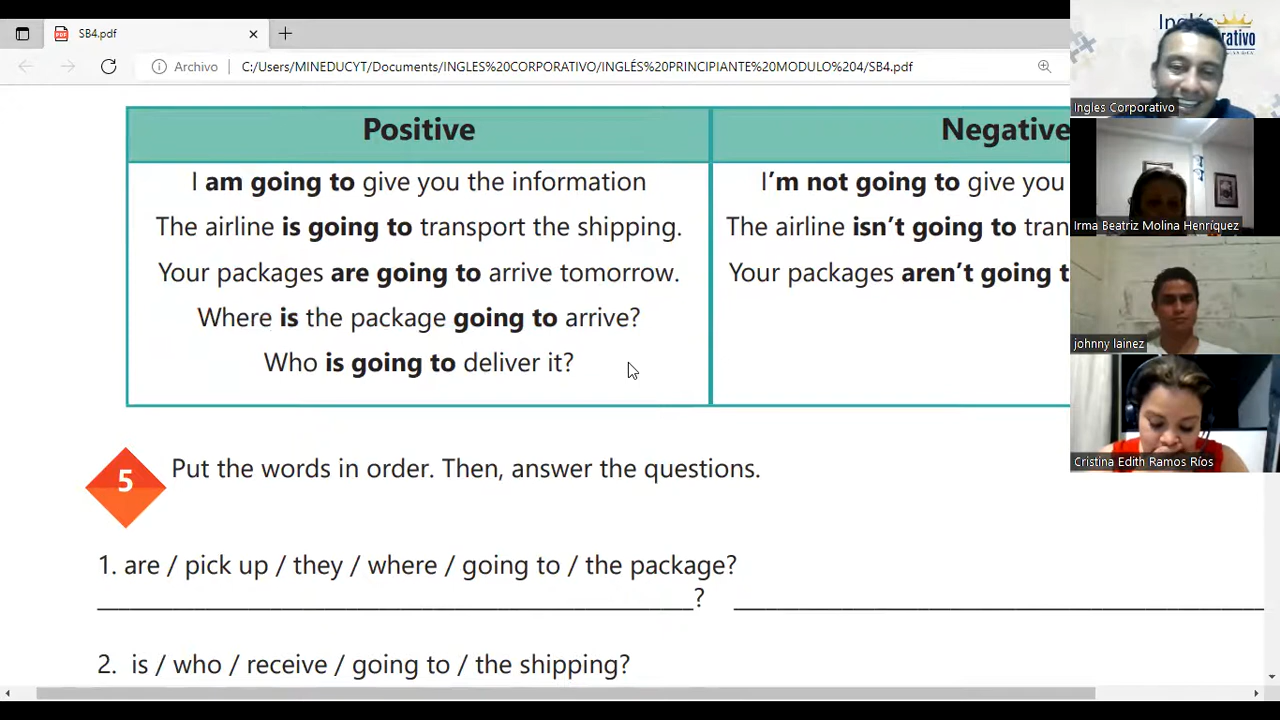 SB4.pdf
Archivo C:/Users/MINEDUCYT/Documents/INGLES%20CORPORATIVO/INGLÉS%20PRINCIPIANTE%20MODULO%204/SB4.pdf
Positive Negative
I am going to give you the information I'm not going to give you
The airline is going to transport the shipping. The airline isn't going to tran
Your packages are going to arrive tomorrow. Your packages aren't going t
Where is the package going to arrive?
Who is going to deliver it?
5 Put the words in order. Then, answer the questions.
1. are / pick up / they / where / going to / the package?
?
2. is / who / receive / going to / the shipping?
Inglés
rativo
Ingles Corporativo
Irma Beatriz Molina Henríquez
johnny lainez
Cristina Edith Ramos Ríos